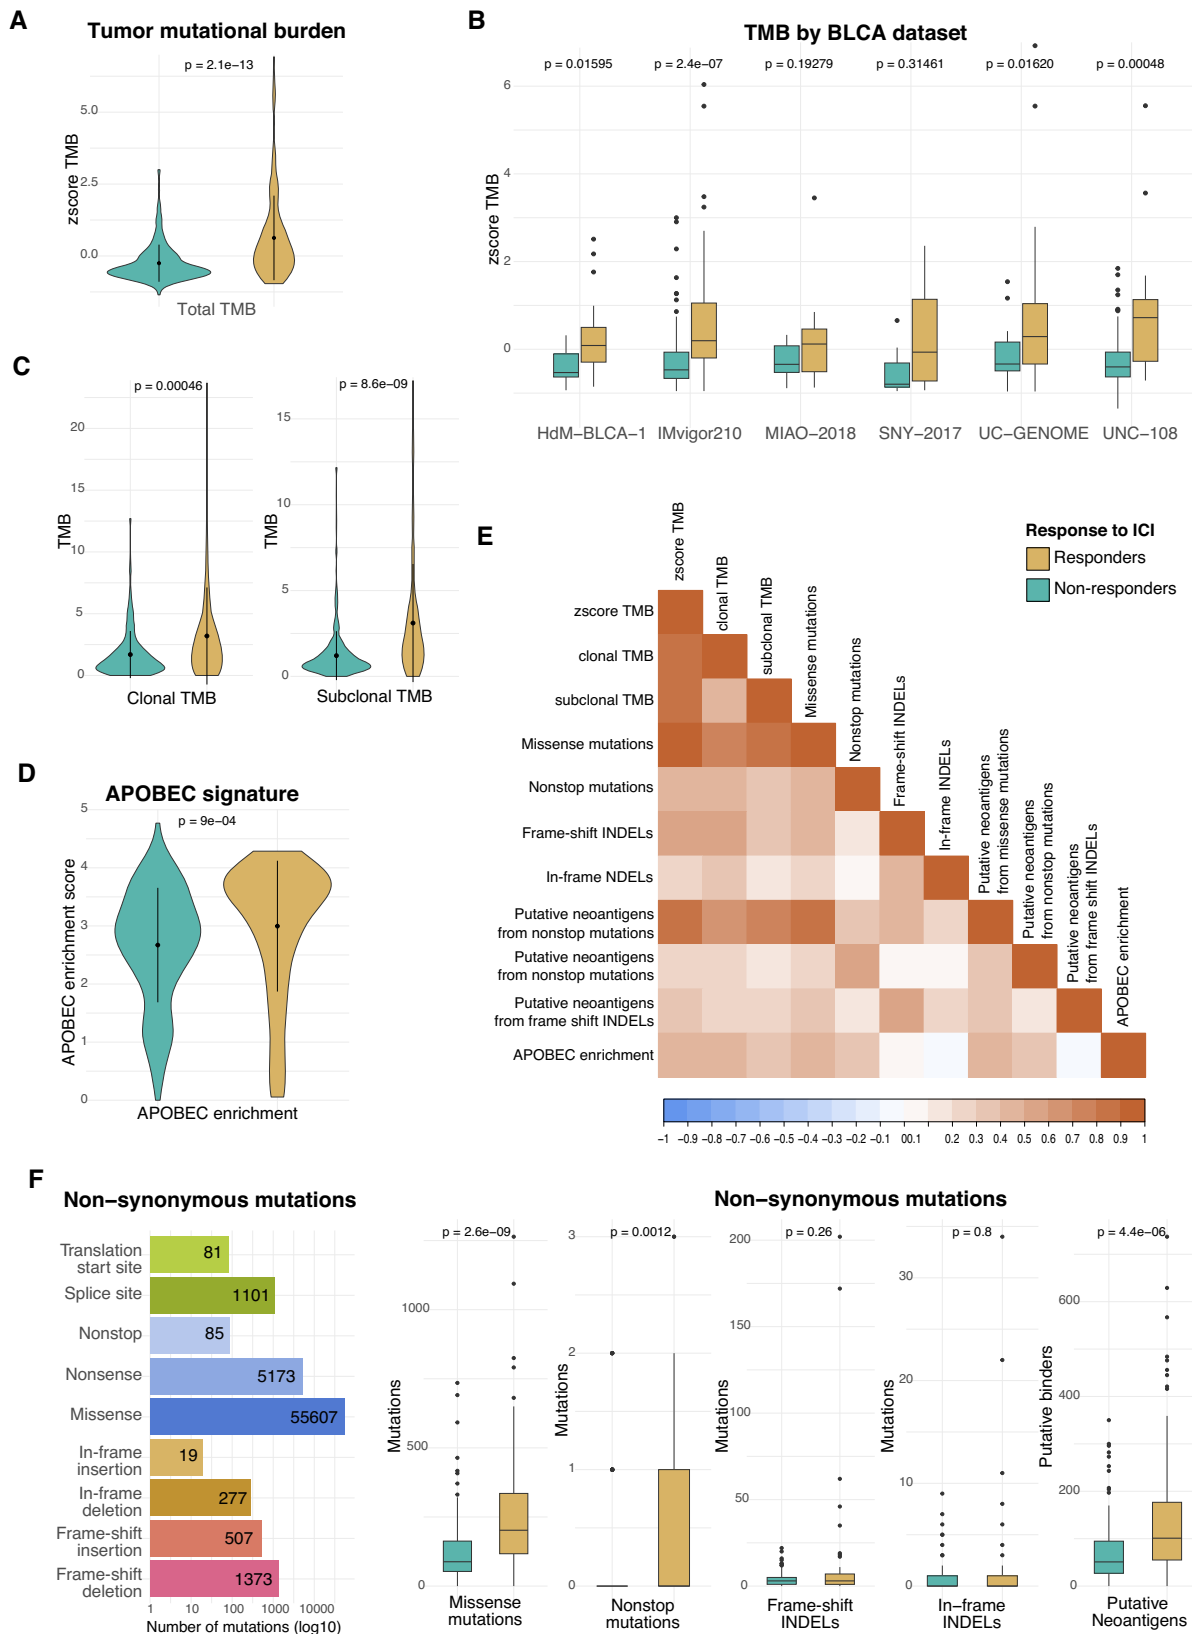 A
Tumor mutational burden
p = 2.1e−13
zscore TMB
5.0
2.5
0.0
Total TMB
B
TMB by BLCA dataset
p = 0.01595
p = 2.4e−07
p = 0.19279
p = 0.31461
p = 0.01620
p = 0.00048
zscore TMB
6
4
2
0
HdM−BLCA−1
IMvigor210
MIAO−2018
SNY−2017
UC−GENOME
UNC−108
C
p = 0.00046
TMB
20
15
10
5
0
Clonal TMB
p = 8.6e−09
TMB
15
10
5
0
Subclonal TMB
D
APOBEC signature
p = 9e−04
APOBEC enrichment score
5
4
3
2
1
0
APOBEC enrichment
E
Response to ICI
Responders
Non−responders
zscore TMB
clonal TMB
subclonal TMB
Missense mutations
Nonstop mutations
Frame−shift INDELs
In−frame INDELs
Putative neoantigens
from missense mutations
Putative neoantigens
from nonstop mutations
Putative neoantigens
from frame shift INDELs
APOBEC enrichment
zscore TMB
clonal TMB
subclonal TMB
Missense mutations
Nonstop mutations
Frame−shift INDELs
In−frame NDELs
Putative neoantigens
from nonstop mutations
Putative neoantigens
from nonstop mutations
Putative neoantigens
from frame shift INDELs
APOBEC enrichment
−1 −0.9 −0.8 −0.7 −0.6 −0.5 −0.4 −0.3 −0.2 −0.1 00.1 0.2 0.3 0.4 0.5 0.6 0.7 0.8 0.9 1
F
Non−synonymous mutations
Translation
start site
81
Splice site
1101
Nonstop
85
Nonsense
5173
Missense
55607
In−frame
insertion
19
In−frame
deletion
277
Frame−shift
insertion
507
Frame−shift
deletion
1373
1 10 100 1000 10000
Number of mutations (log10)
Non−synonymous mutations
p = 2.6e−09
Mutations
1000
500
0
Missense
mutations
p = 0.0012
Mutations
3
2
1
0
Nonstop
mutations
p = 0.26
Mutations
200
150
100
50
0
Frame−shift
INDELs
p = 0.8
Mutations
30
20
10
0
In−frame
INDELs
p = 4.4e−06
Putative binders
600
400
200
0
Putative
Neoantigens